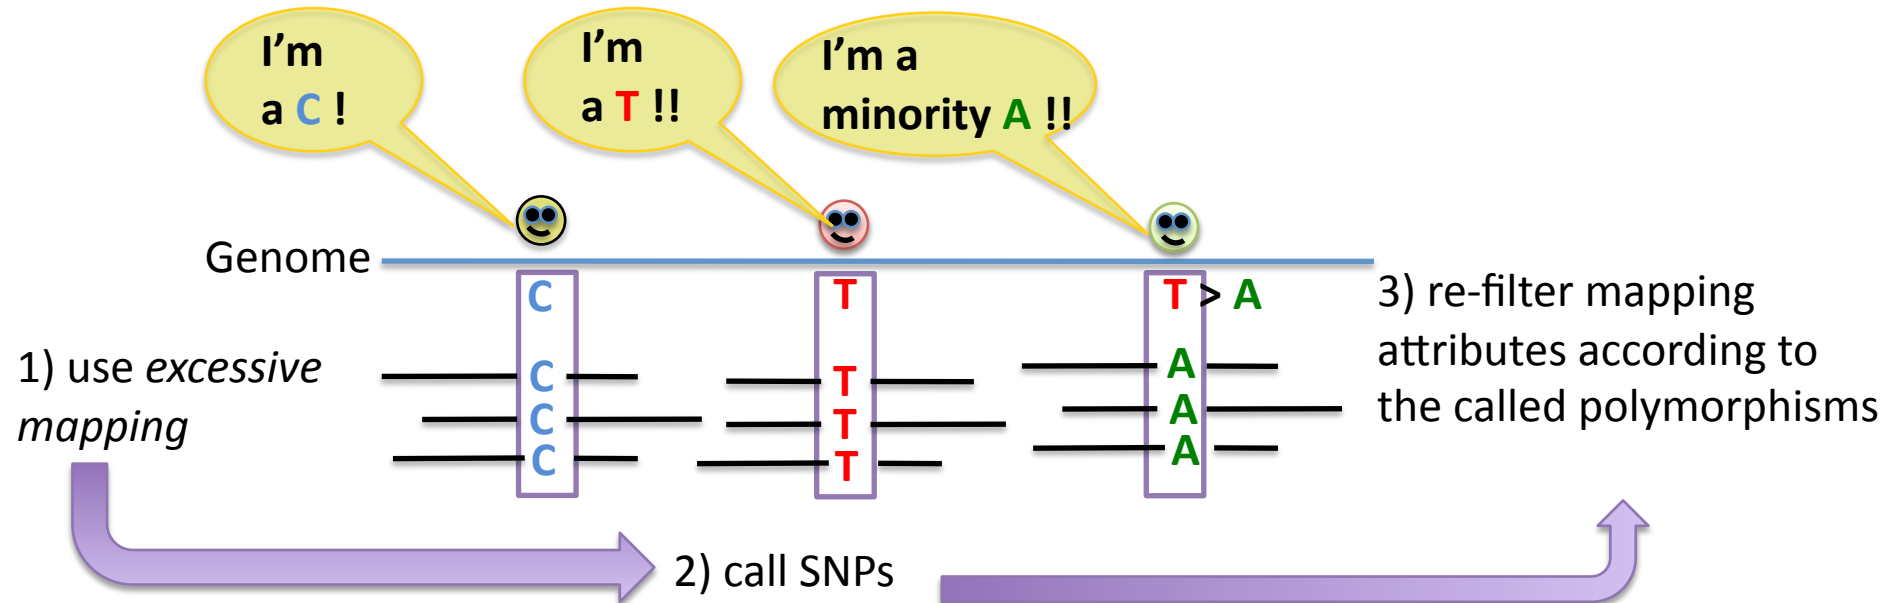 I’m
a C !
I’m
a T !!
I’m a
minority A !!
Genome
C
T
T > A
C
C
C
T
T
T
A
A
A
1) use excessive
mapping
2) call SNPs
3) re-filter mapping
attributes according to
the called polymorphisms